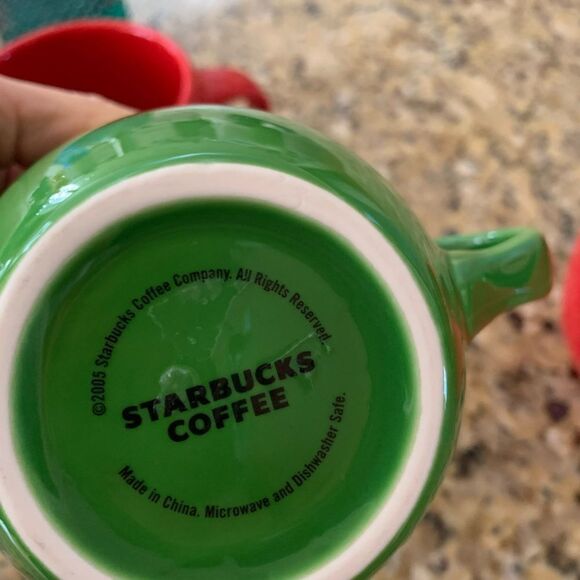 ©2005 Starbucks Coffee Company. All Rights Reserved.
STARBUCKS
COFFEE
Made in China. Microwave and Dishwasher Safe.